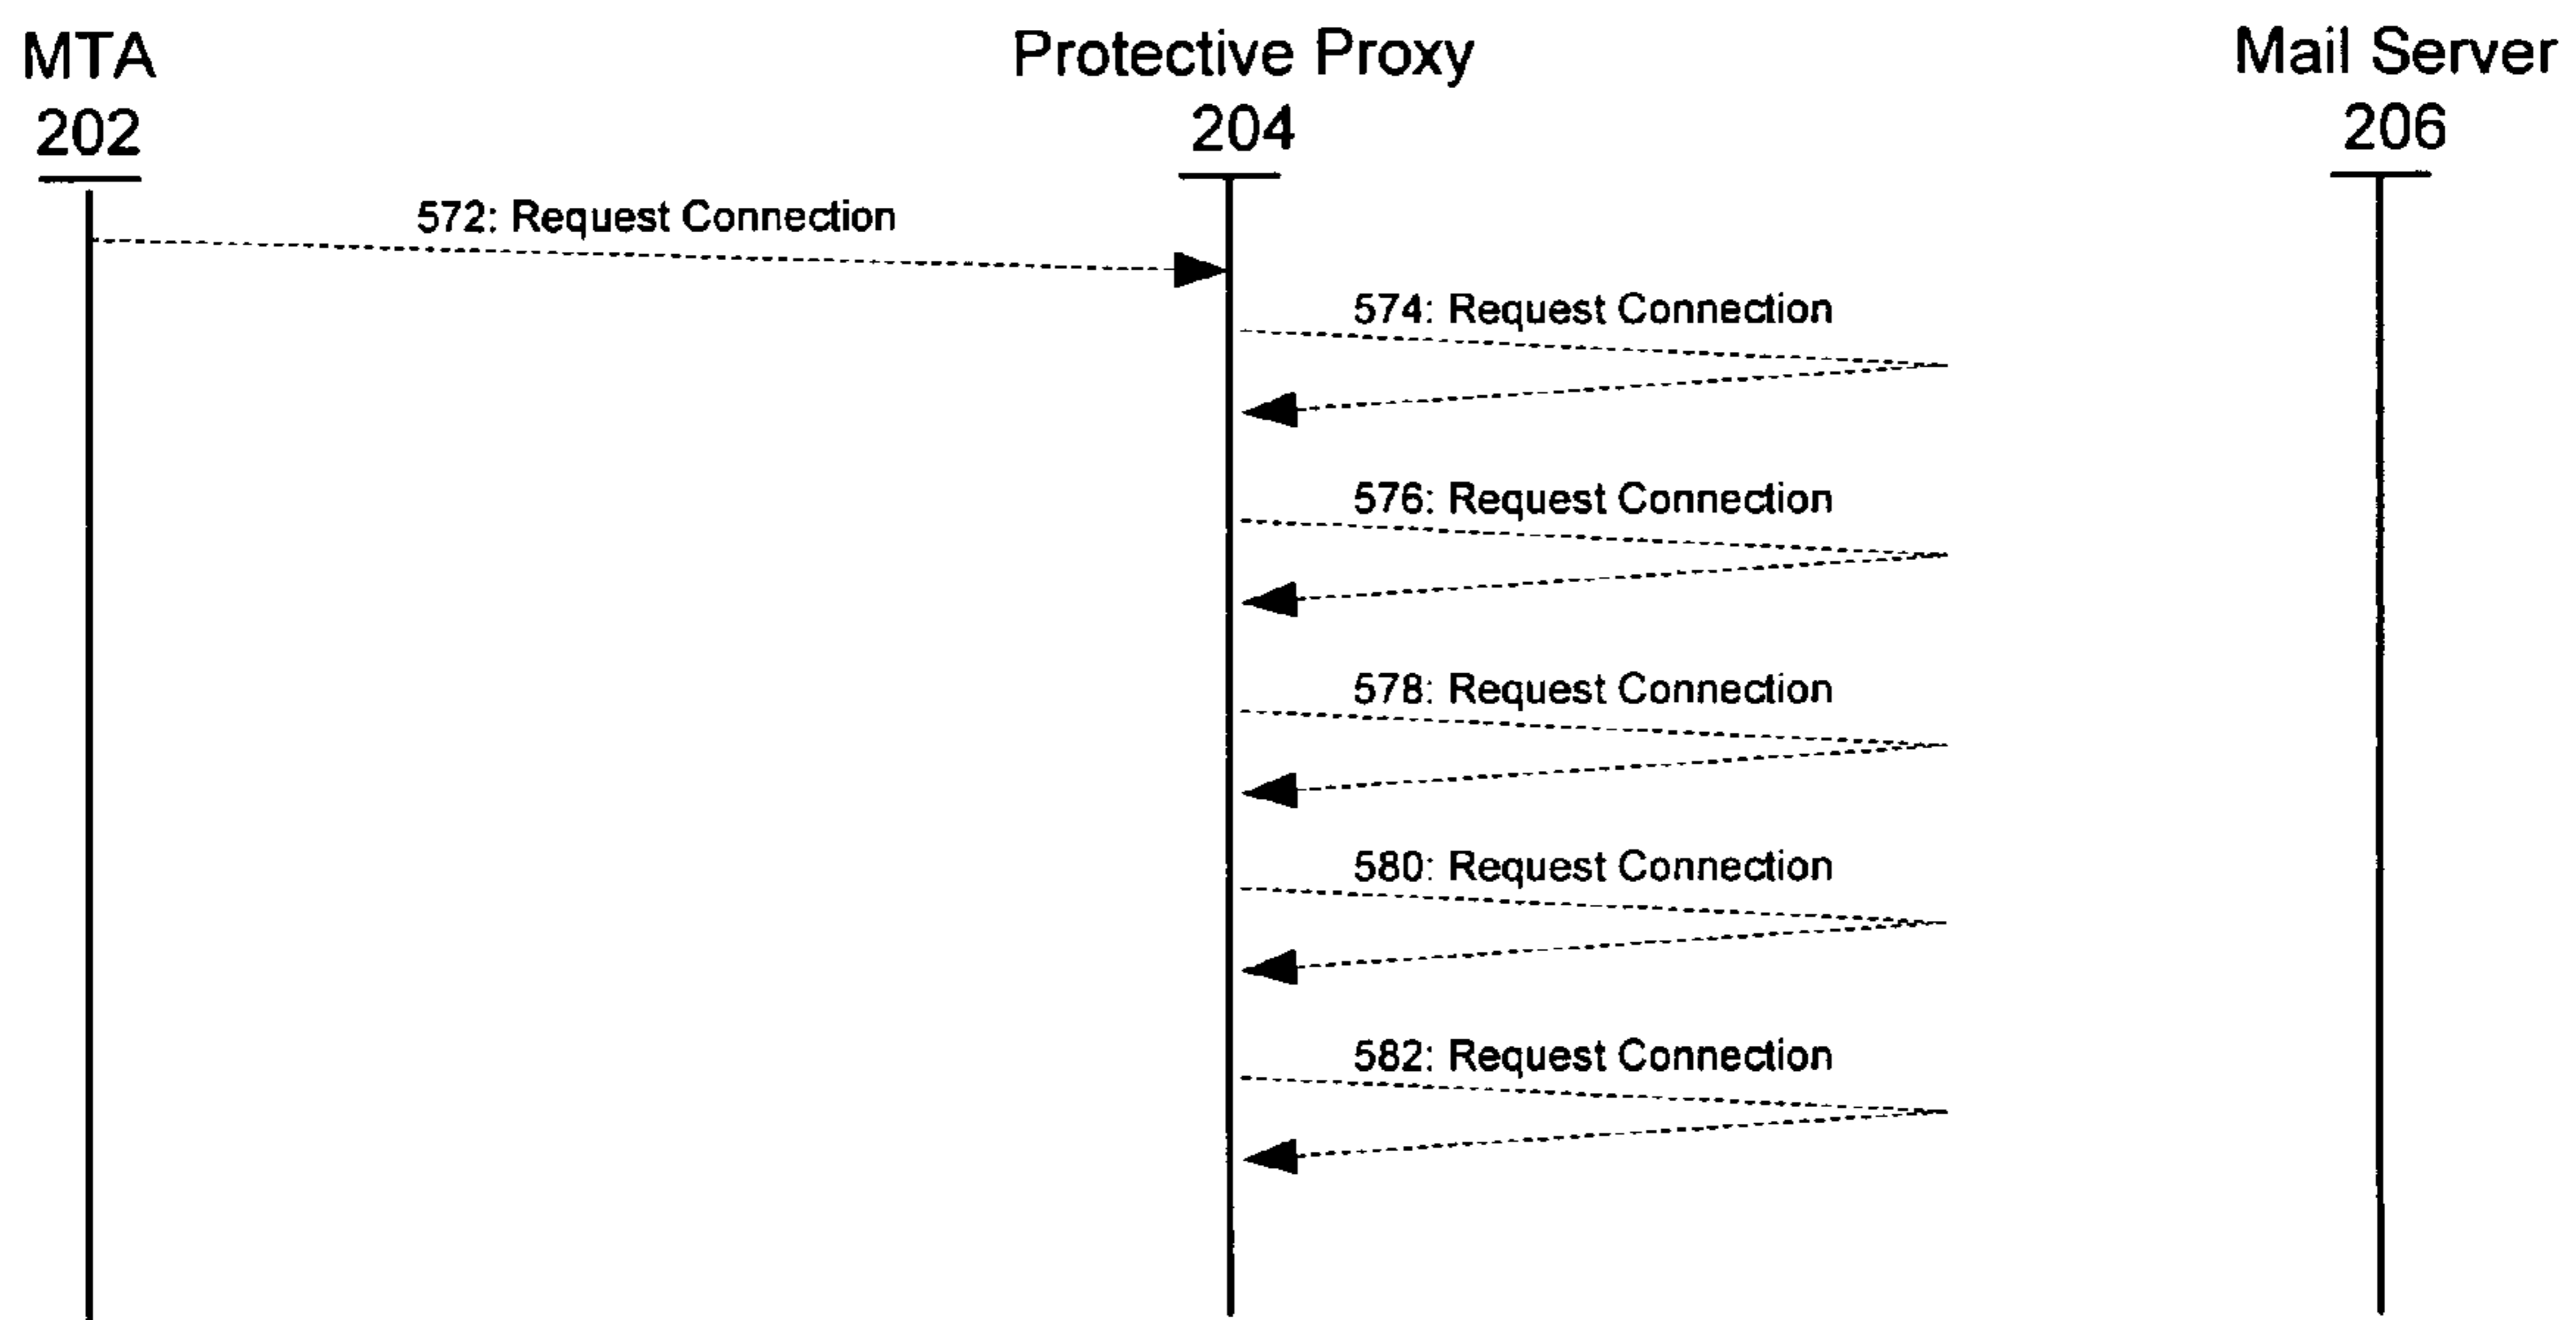 MTA
202
Protective Proxy
204
Mail Server
206
572: Request Connection
574: Request Connection
576: Request Connection
578: Request Connection
580: Request Connection
582: Request Connection